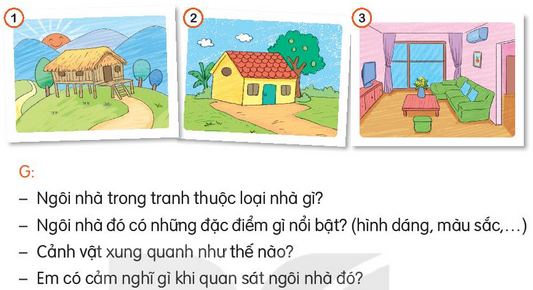 1
2
3
G:
– Ngôi nhà trong tranh thuộc loại nhà gì?
– Ngôi nhà đó có những đặc điểm gì nổi bật? (hình dáng, màu sắc,...)
– Cảnh vật xung quanh như thế nào?
– Em có cảm nghĩ gì khi quan sát ngôi nhà đó?